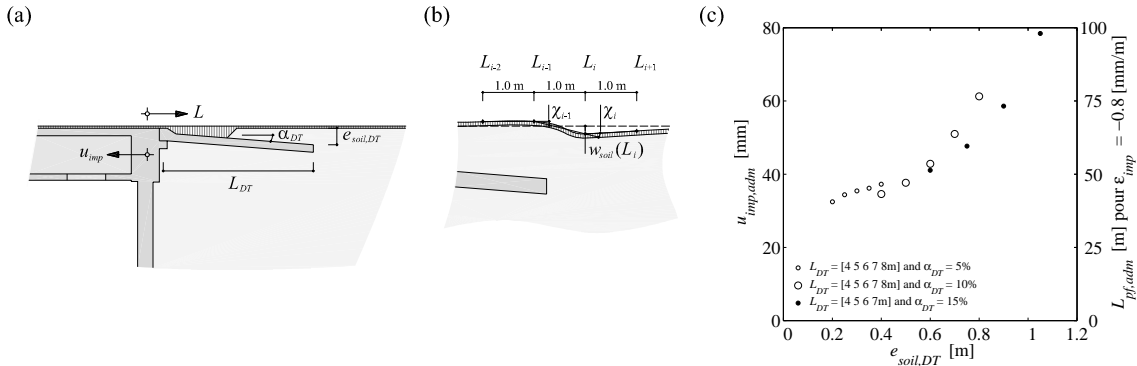 (a)
L
α_DT
e_soil,DT
u_imp
L_DT
(b)
L_i-2 L_i-1 L_i L_i+1
1.0 m 1.0 m 1.0 m
χ_i-1 χ_i
w_soil(L_i)
(c)
u_imp,adm [mm]
80
60
40
20
0
L_DT = [4 5 6 7 8m] and α_DT = 5%
L_DT = [4 5 6 7 8m] and α_DT = 10%
L_DT = [4 5 6 7m] and α_DT = 15%
0 0.2 0.4 0.6 0.8 1 1.2
e_soil,DT [m]
100
75
50
25
0
L_pf,adm [m] pour ε_imp = −0.8 [mm/m]